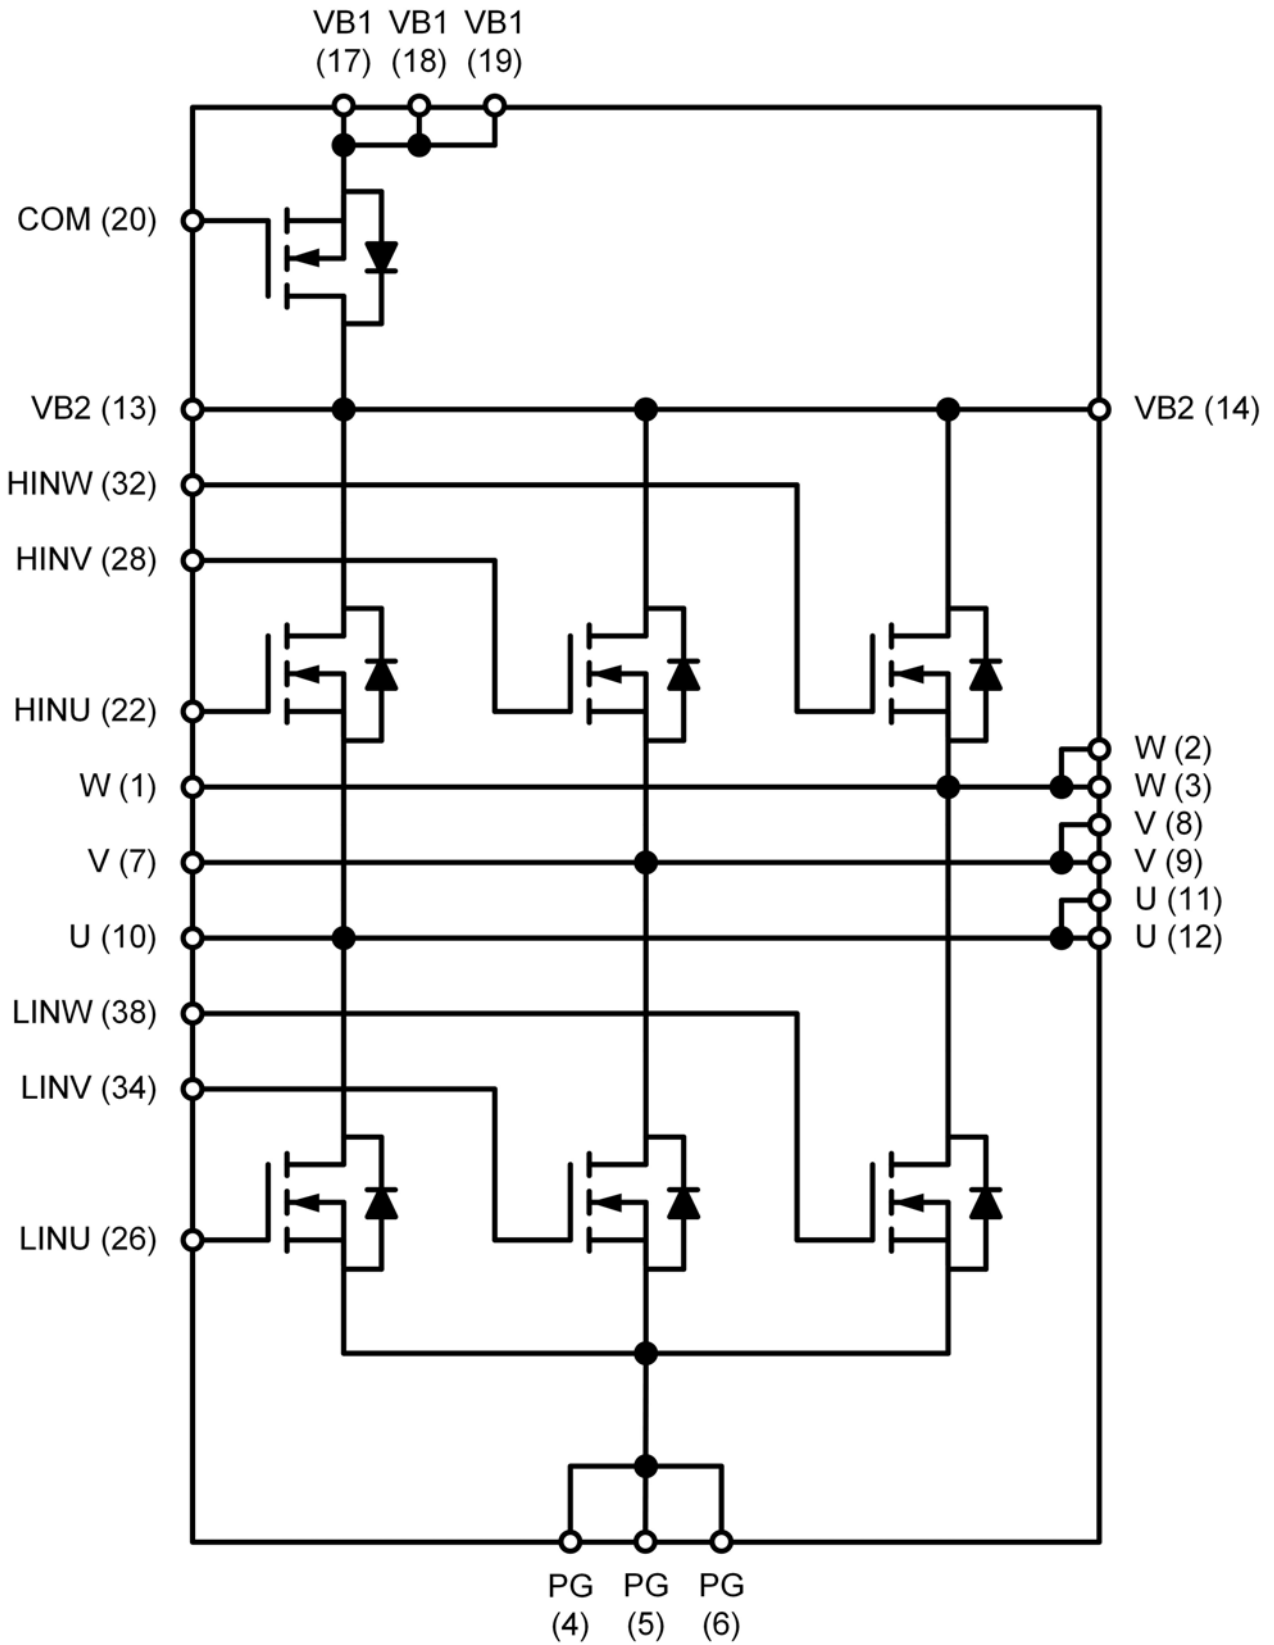 VB1 VB1 VB1
(17) (18) (19)
COM (20)
VB2 (13)
VB2 (14)
HINW (32)
HINV (28)
HINU (22)
W (2)
W (1)
W (3)
V (8)
V (7)
V (9)
U (11)
U (10)
U (12)
LINW (38)
LINV (34)
LINU (26)
PG PG PG
(4) (5) (6)